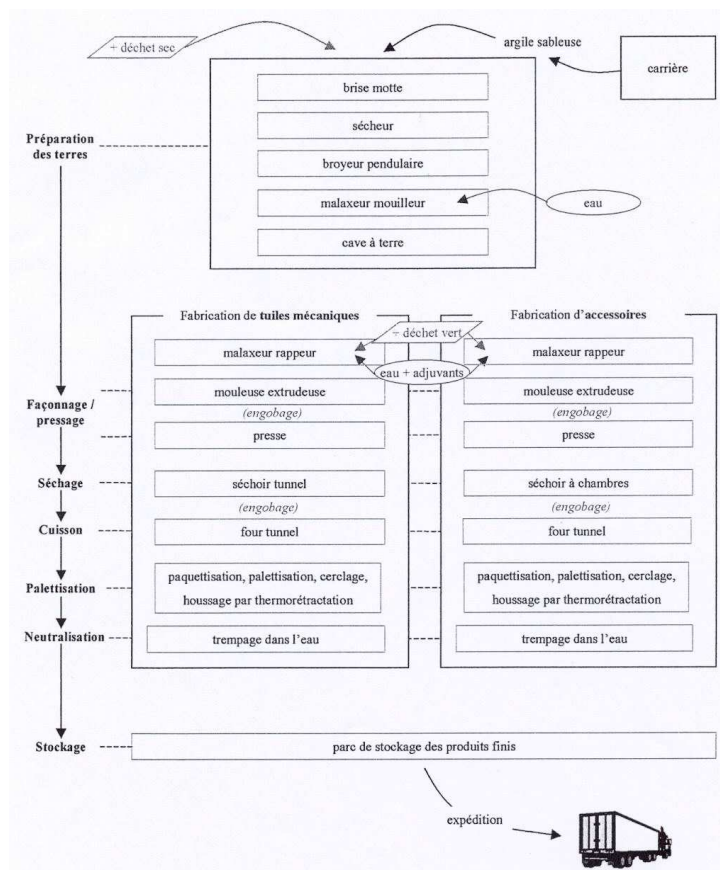 + déchet sec
argile sableuse
carrière
brise motte
sécheur
Préparation
des terres
broyeur pendulaire
malaxeur mouilleur
eau
cave à terre
Fabrication de tuiles mécaniques
Fabrication d'accessoires
+ déchet vert
malaxeur rappeur
malaxeur rappeur
eau + adjuvants
Façonnage /
pressage
mouleuse extrudeuse
mouleuse extrudeuse
(engobage)
(engobage)
presse
presse
Séchage
séchoir tunnel
séchoir à chambres
(engobage)
(engobage)
Cuisson
four tunnel
four tunnel
Palettisation
paquettisation, palettisation, cerclage,
houssage par thermorétractation
paquettisation, palettisation, cerclage,
houssage par thermorétractation
Neutralisation
trempage dans l'eau
trempage dans l'eau
Stockage
parc de stockage des produits finis
expédition